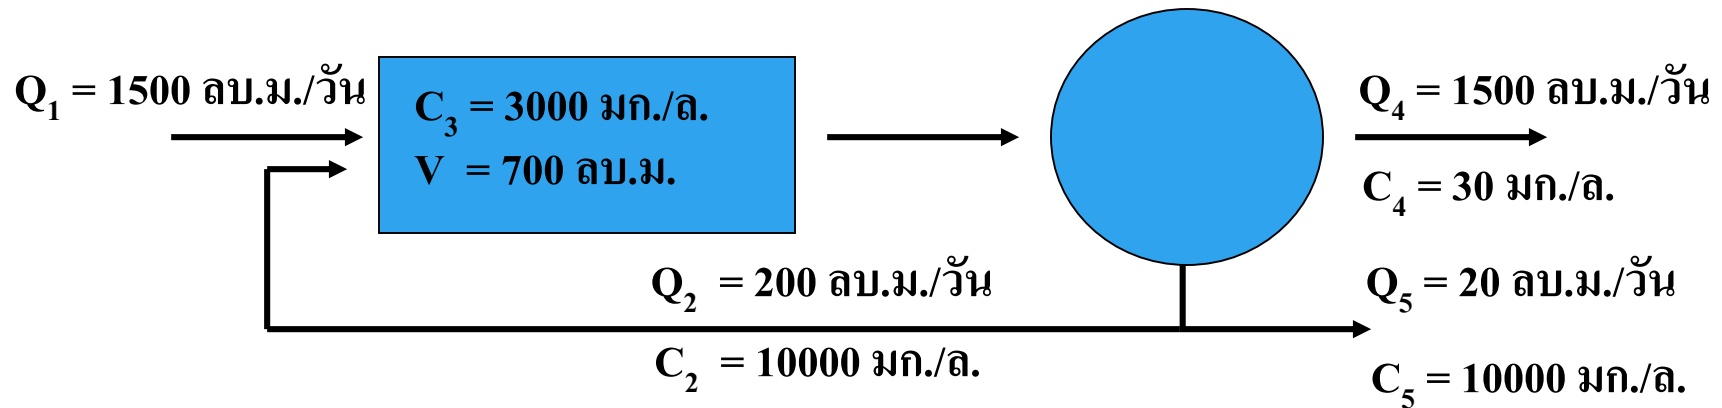 Q₁ = 1500 ลบ.ม./วัน
C₃ = 3000 มก./ล.
V = 700 ลบ.ม.
Q₄ = 1500 ลบ.ม./วัน
C₄ = 30 มก./ล.
Q₂ = 200 ลบ.ม./วัน
C₂ = 10000 มก./ล.
Q₅ = 20 ลบ.ม./วัน
C₅ = 10000 มก./ล.